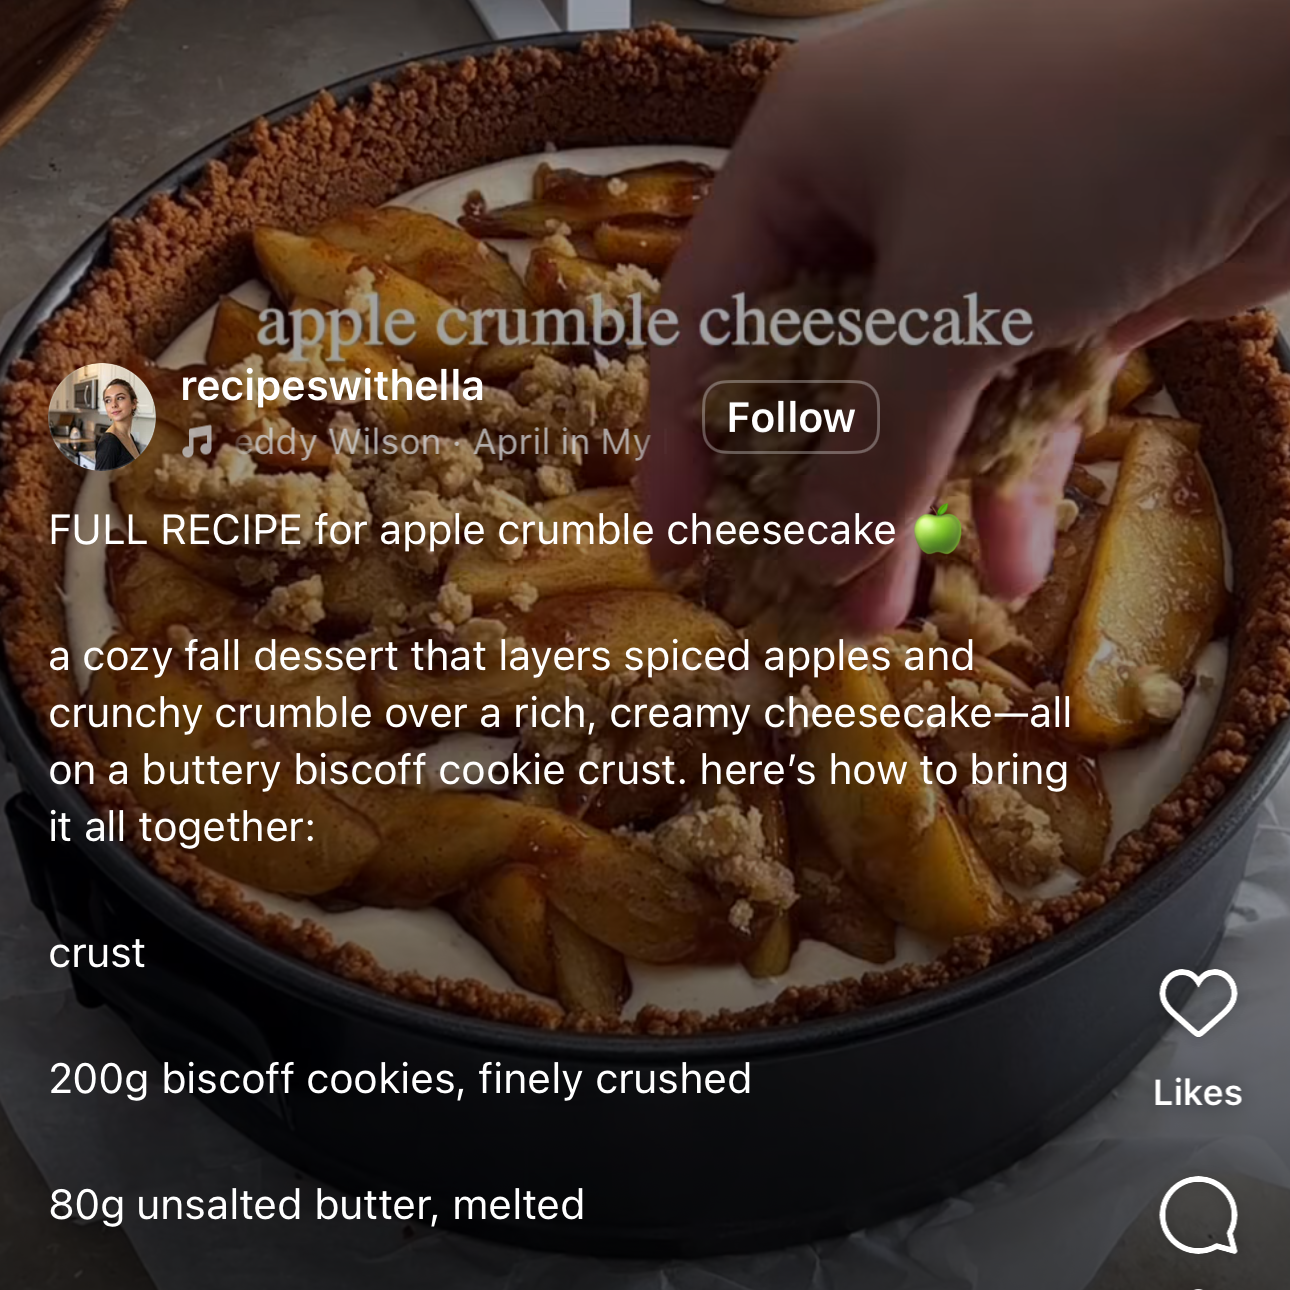 apple crumble cheesecake
recipeswithella
eddy Wilson · April in My
Follow
FULL RECIPE for apple crumble cheesecake 🍏
a cozy fall dessert that layers spiced apples and
crunchy crumble over a rich, creamy cheesecake—all
on a buttery biscoff cookie crust. here’s how to bring
it all together:
crust
200g biscoff cookies, finely crushed
80g unsalted butter, melted
Likes